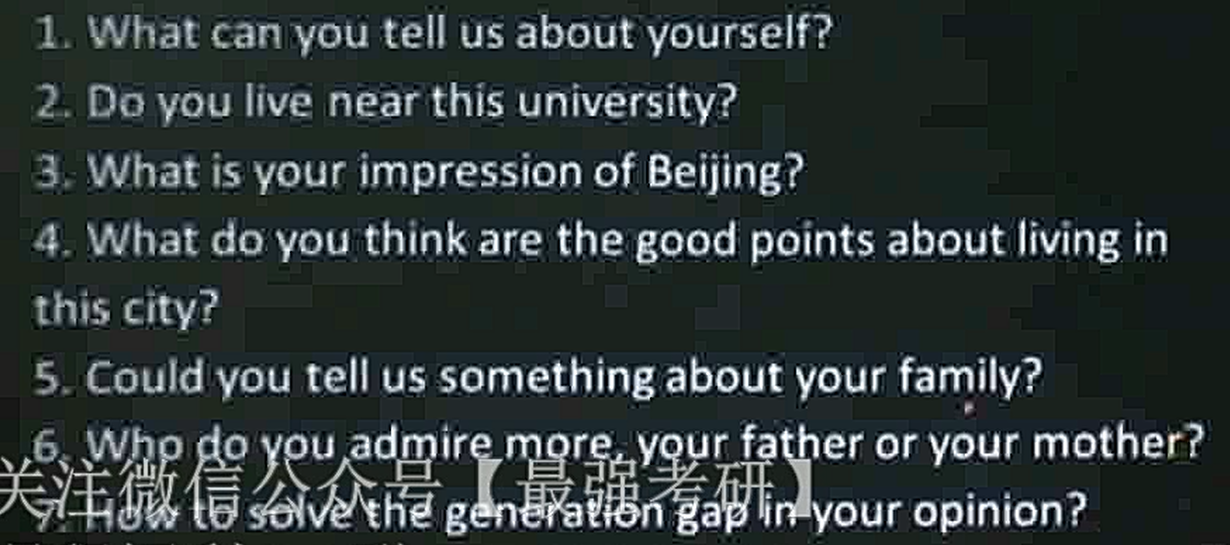 1. What can you tell us about yourself?
2. Do you live near this university?
3. What is your impression of Beijing?
4. What do you think are the good points about living in
this city?
5. Could you tell us something about your family?
6. Who do you admire more, your father or your mother?
关注微信公众号【最强考研】
7. How to solve the generation gap in your opinion?